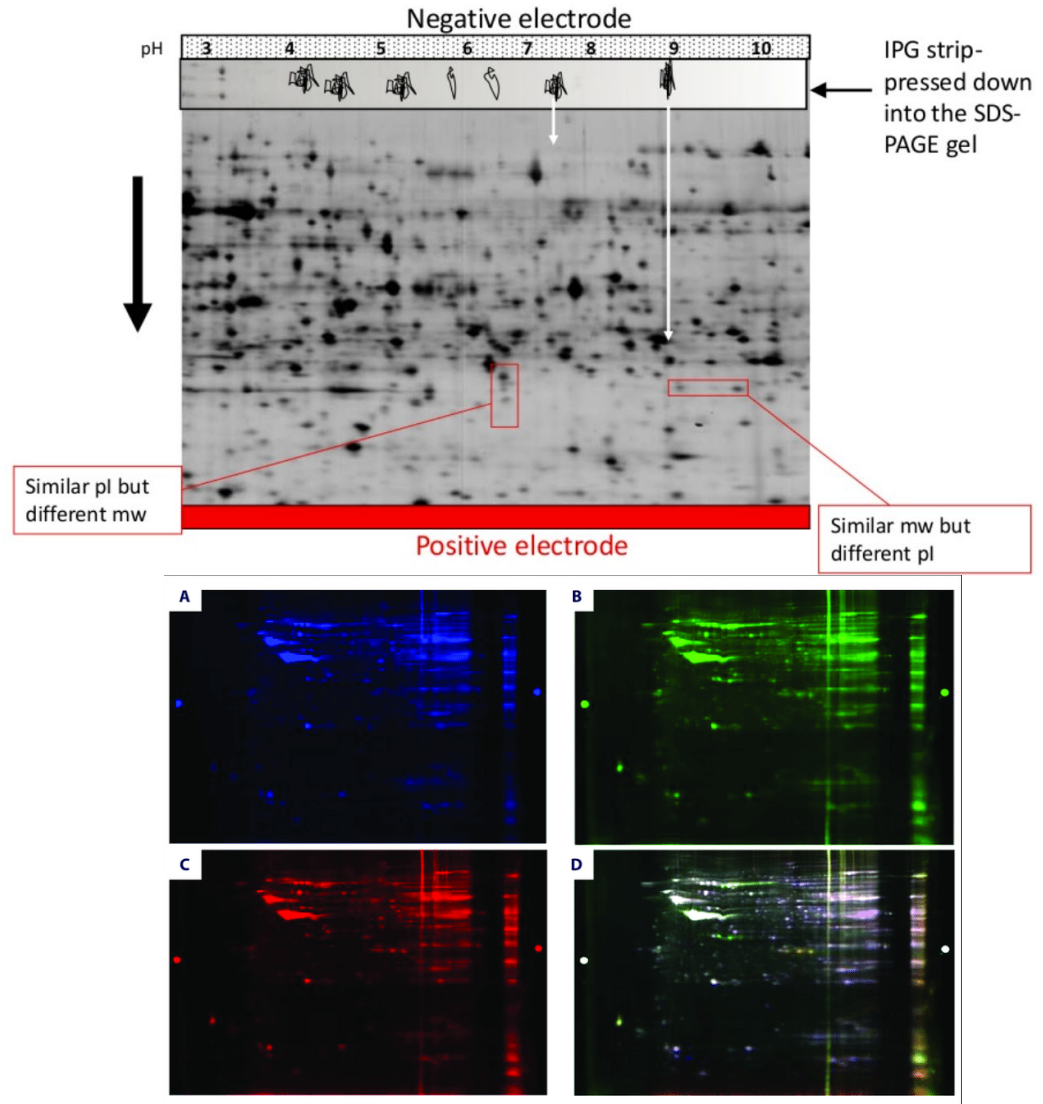 Negative electrode
pH 3 4 5 6 7 8 9 10
IPG strip-
pressed down
into the SDS-
PAGE gel
Similar pI but
different mw
Similar mw but
different pI
Positive electrode
A
B
C
D